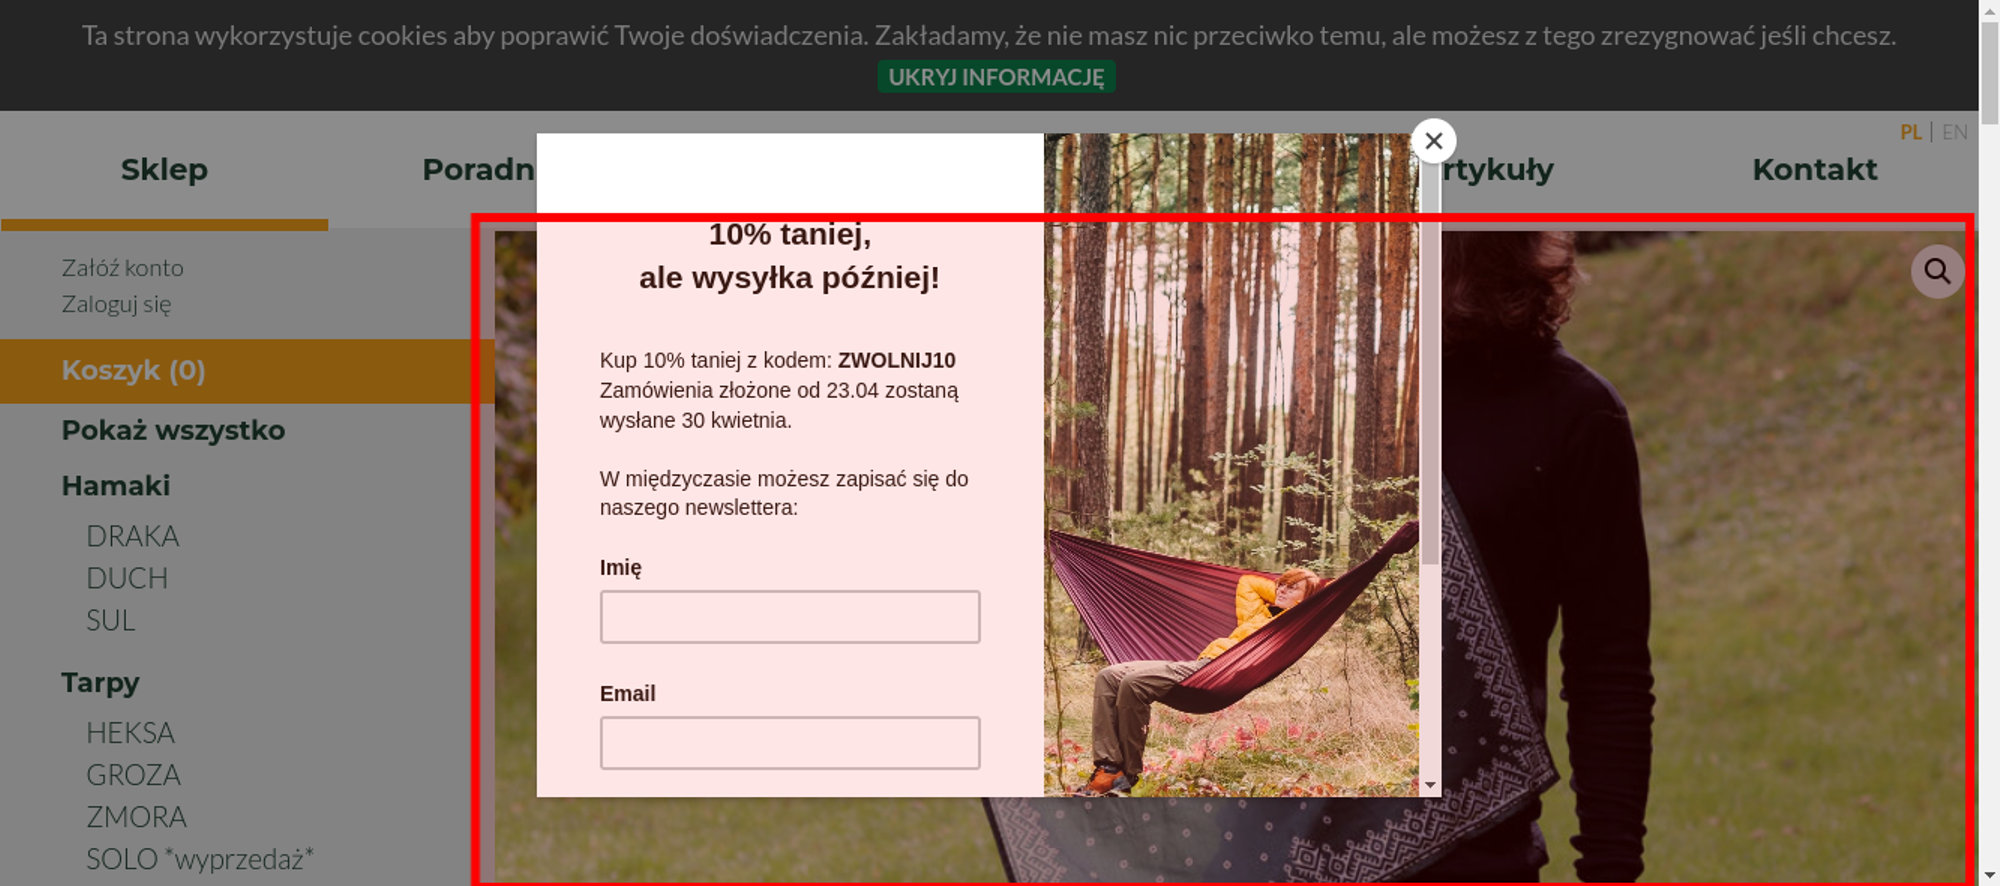 Ta strona wykorzystuje cookies aby poprawić Twoje doświadczenia. Zakładamy, że nie masz nic przeciwko temu, ale możesz z tego zrezygnować jeśli chcesz.
UKRYJ INFORMACJĘ
PL | EN
Sklep
Poradn
rtykuły
Kontakt
Załóż konto
Zaloguj się
Koszyk (0)
Pokaż wszystko
Hamaki
DRAKA
DUCH
SUL
Tarpy
HEKSA
GROZA
ZMORA
SOLO *wyprzedaż*
10% taniej,
ale wysyłka później!
Kup 10% taniej z kodem: ZWOLNIJ10
Zamówienia złożone od 23.04 zostaną
wysłane 30 kwietnia.
W międzyczasie możesz zapisać się do
naszego newslettera:
Imię
Email